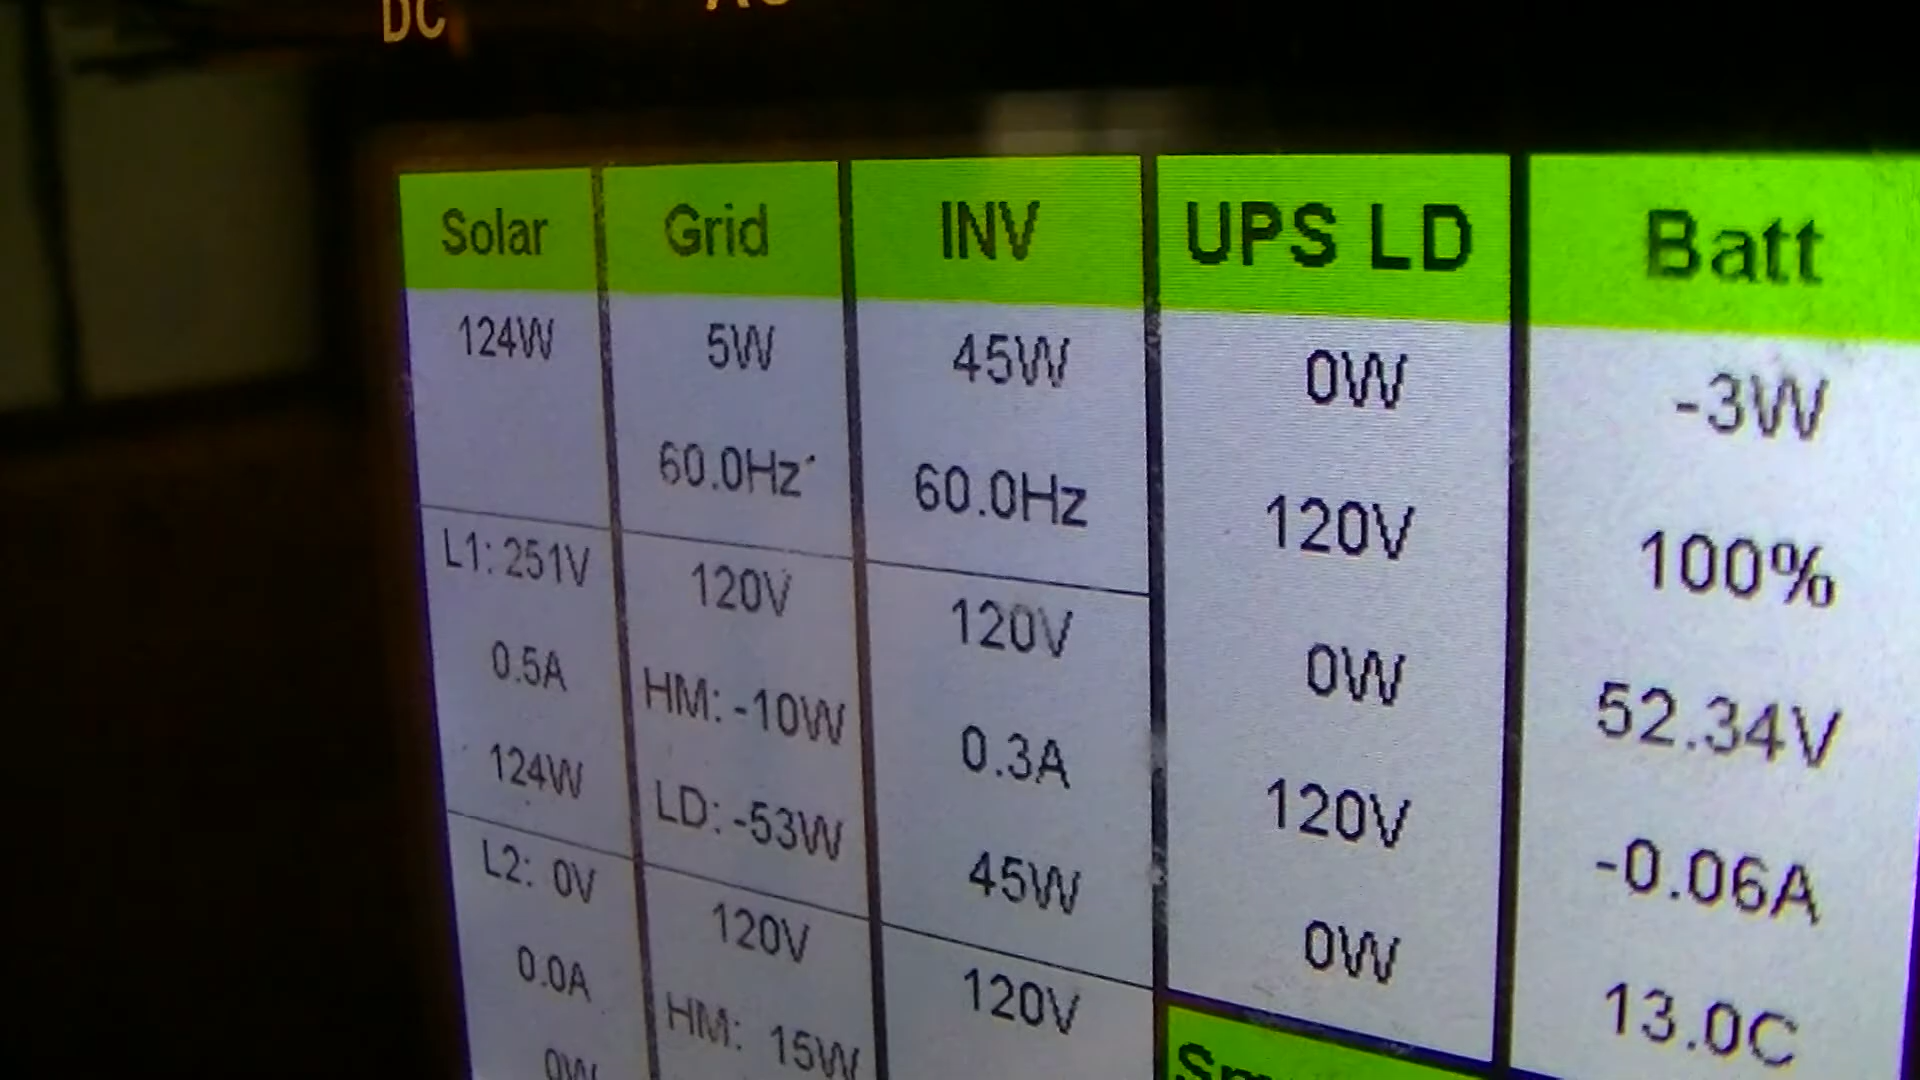 DC
AC
Solar
124W
L1: 251V
0.5A
124W
L2: 0V
0.0A
0W
Grid
5W
60.0Hz
120V
HM: -10W
LD: -53W
120V
HM: 15W
INV
45W
60.0Hz
120V
0.3A
45W
120V
UPS LD
0W
120V
0W
120V
0W
Batt
-3W
100%
52.34V
-0.06A
13.0C